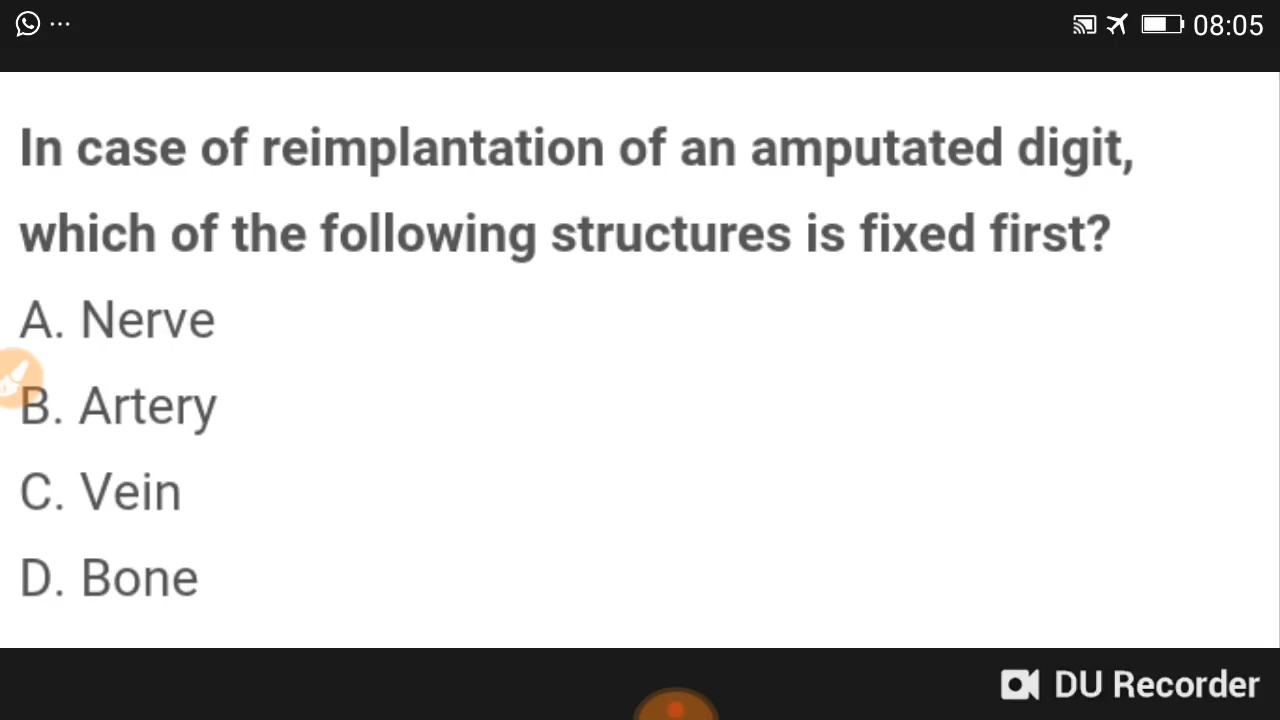 ... 08:05
In case of reimplantation of an amputated digit,
which of the following structures is fixed first?
A. Nerve
B. Artery
C. Vein
D. Bone
DU Recorder